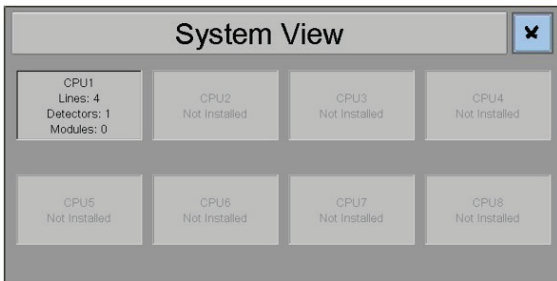 System View
CPU1
Lines: 4
Detectors: 1
Modules: 0
CPU2
Not Installed
CPU3
Not Installed
CPU4
Not Installed
CPU5
Not Installed
CPU6
Not Installed
CPU7
Not Installed
CPU8
Not Installed